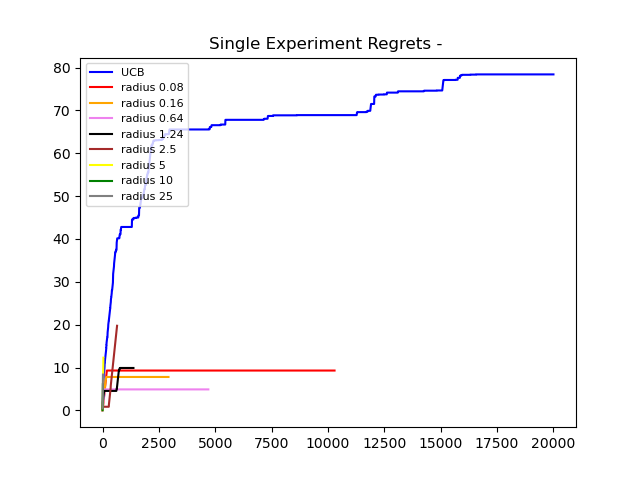 Single Experiment Regrets -
80
70
60
50
40
30
20
10
0
UCB
radius 0.08
radius 0.16
radius 0.64
radius 1.24
radius 2.5
radius 5
radius 10
radius 25
0 2500 5000 7500 10000 12500 15000 17500 20000